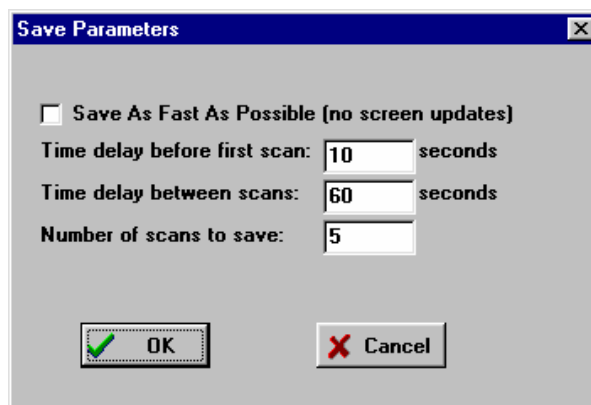 Save Parameters
Save As Fast As Possible (no screen updates)
Time delay before first scan: 10 seconds
Time delay between scans: 60 seconds
Number of scans to save: 5
OK Cancel